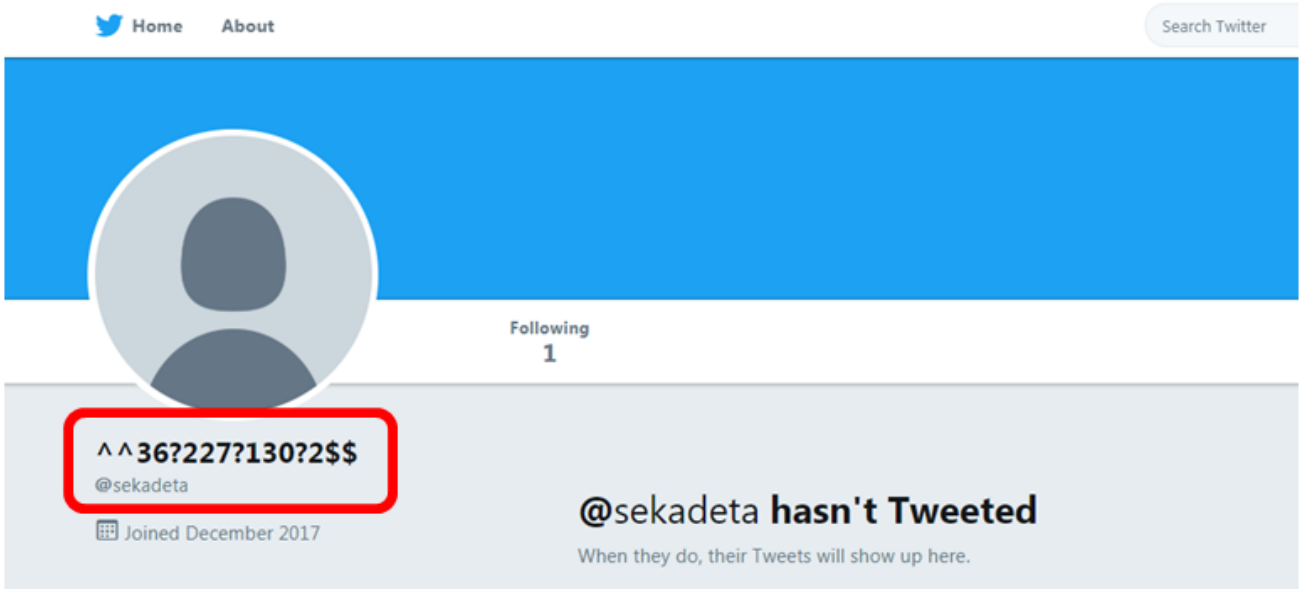 Home About Search Twitter
Following
1
^^36?227?130?2$$
@sekadeta
Joined December 2017
@sekadeta hasn't Tweeted
When they do, their Tweets will show up here.